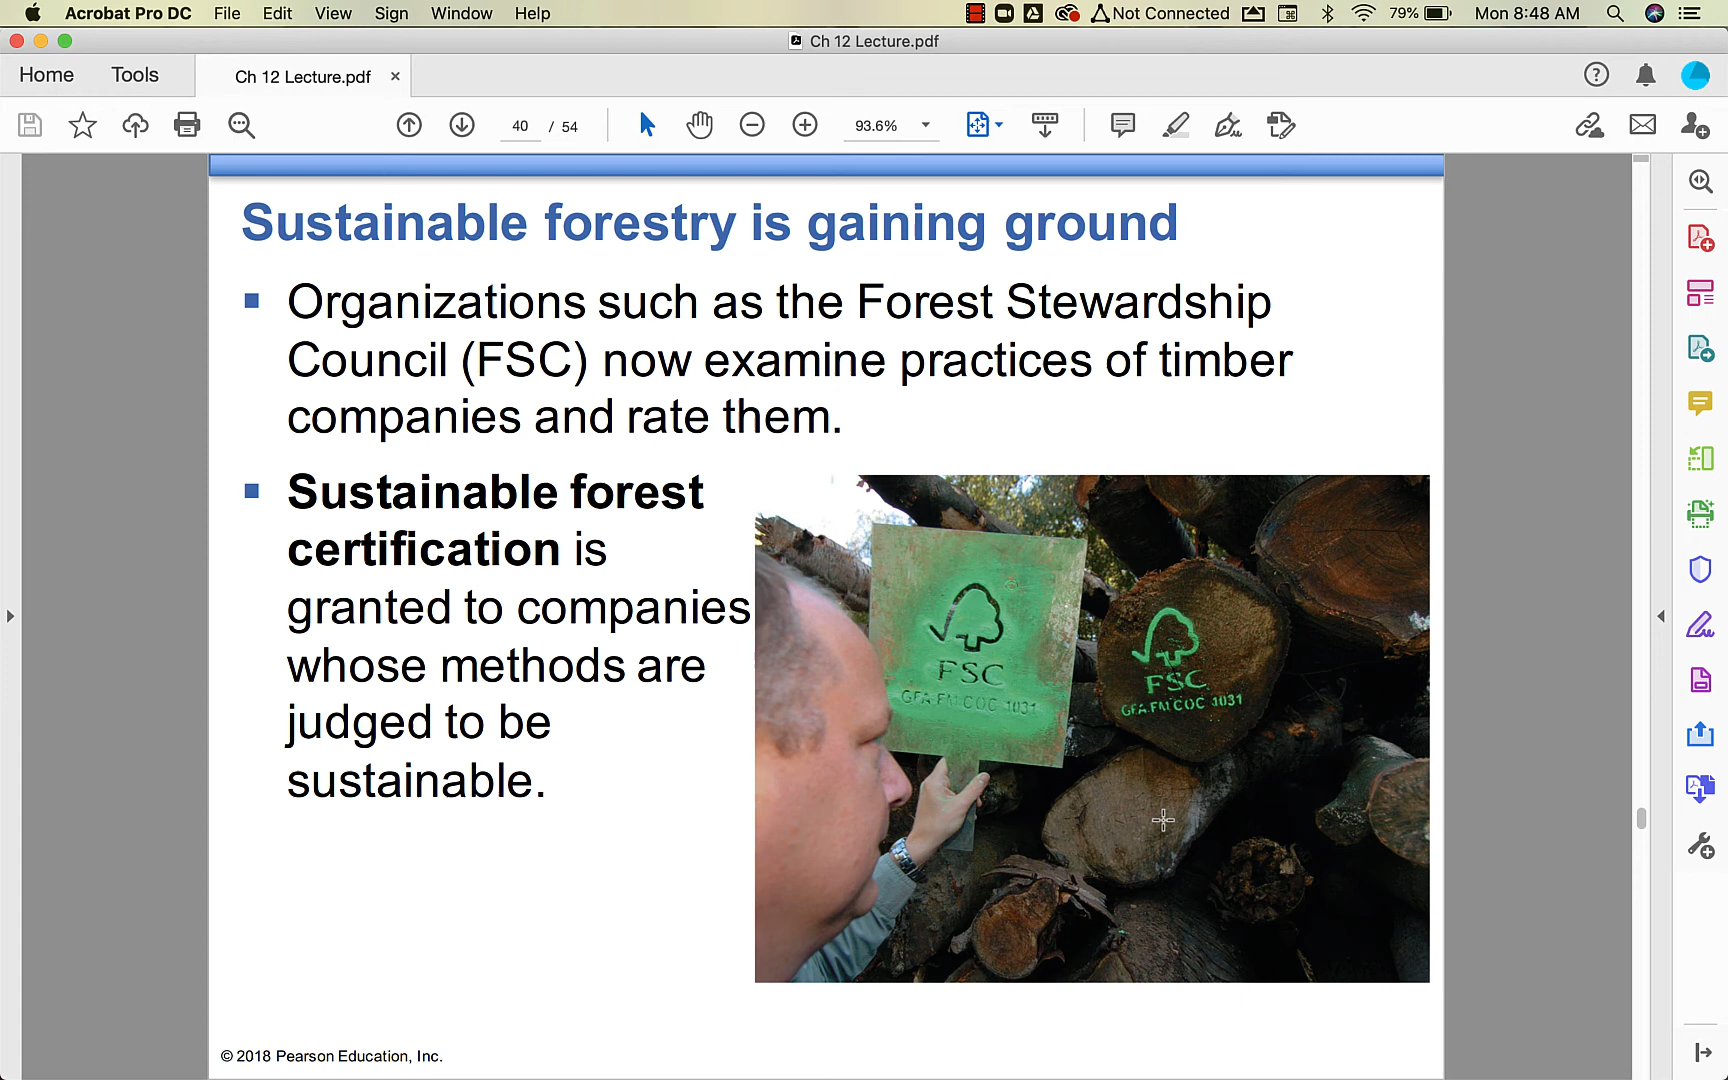 Acrobat Pro DC File Edit View Sign Window Help Not Connected 79% Mon 8:48 AM
Ch 12 Lecture.pdf
Home Tools Ch 12 Lecture.pdf ×
40 / 54 93.6%
Sustainable forestry is gaining ground
Organizations such as the Forest Stewardship
Council (FSC) now examine practices of timber
companies and rate them.
Sustainable forest
certification is
granted to companies
whose methods are
judged to be
sustainable.
FSC
GFA-FM COC 1031
FSC
GFA-FM COC 1031
© 2018 Pearson Education, Inc.